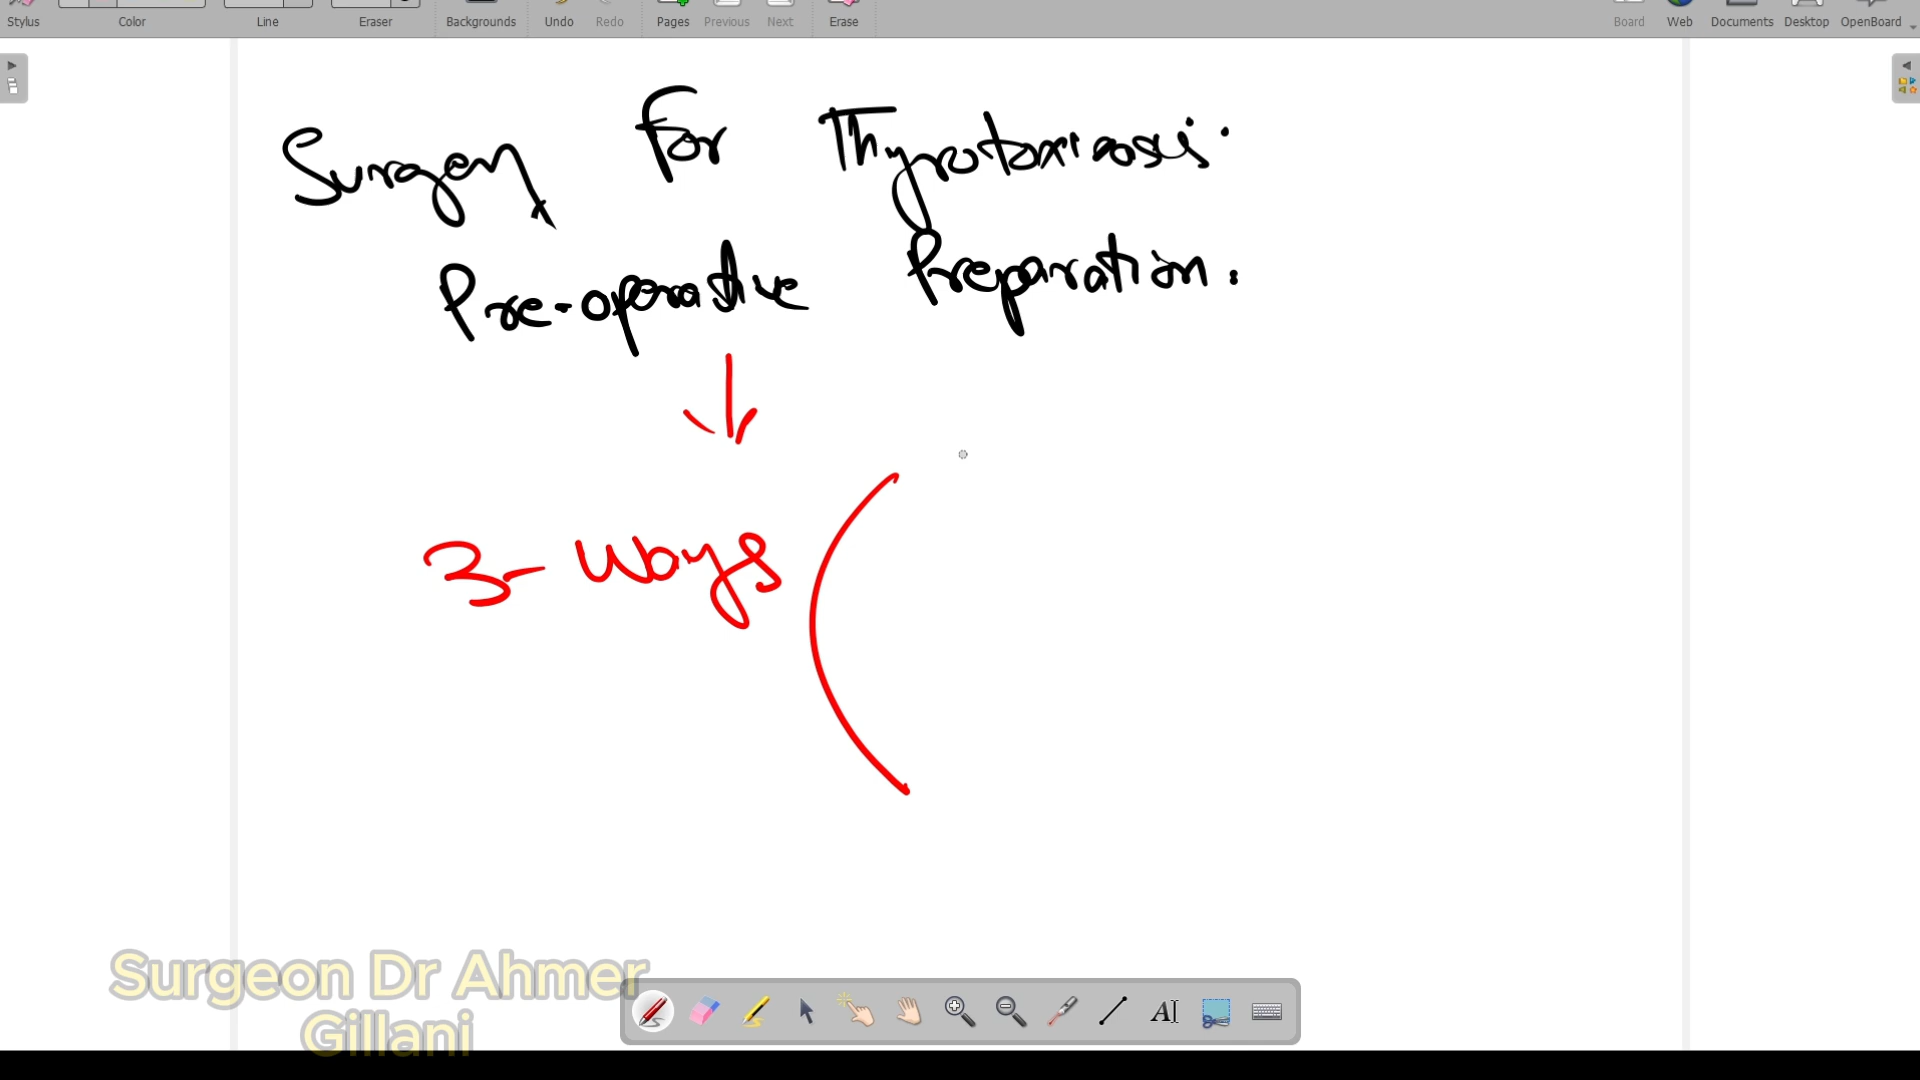 Stylus Color Line Eraser Backgrounds Undo Redo Pages Previous Next Erase Board Web Documents Desktop OpenBoard
Surgery For Thyrotoxicosis.
Pre-operative Preparation.
3- Ways
Surgeon Dr Ahmer
Gillani